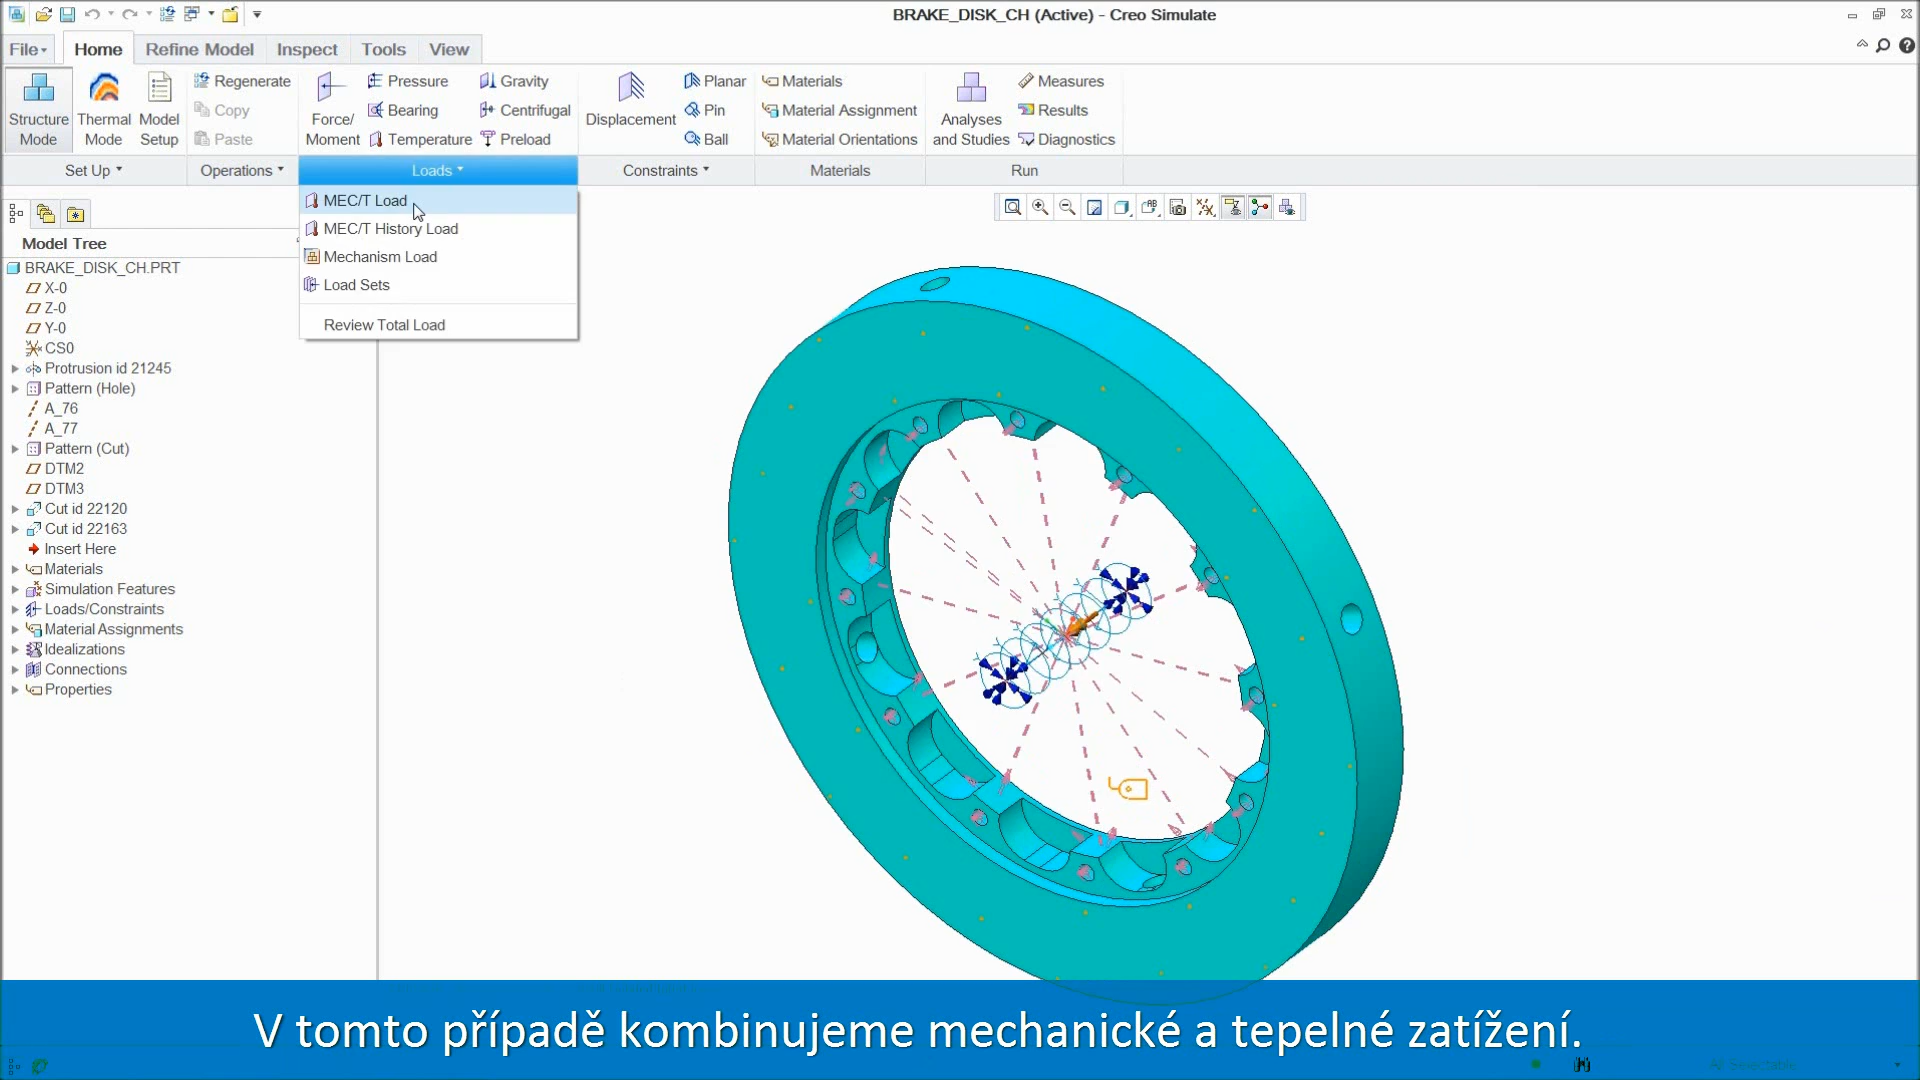 BRAKE_DISK_CH (Active) - Creo Simulate
File Home Refine Model Inspect Tools View
Structure Mode
Thermal Mode
Model Setup
Regenerate
Copy
Paste
Force/ Moment
Pressure
Bearing
Temperature
Gravity
Centrifugal
Preload
Displacement
Planar
Pin
Ball
Materials
Material Assignment
Material Orientations
Analyses and Studies
Measures
Results
Diagnostics
Set Up Operations Loads Constraints Materials Run
MEC/T Load
MEC/T History Load
Mechanism Load
Load Sets
Review Total Load
Model Tree
BRAKE_DISK_CH.PRT
X-0
Z-0
Y-0
CS0
Protrusion id 21245
Pattern (Hole)
A_76
A_77
Pattern (Cut)
DTM2
DTM3
Cut id 22120
Cut id 22163
Insert Here
Materials
Simulation Features
Loads/Constraints
Material Assignments
Idealizations
Connections
Properties
V tomto případě kombinujeme mechanické a tepelné zatížení.